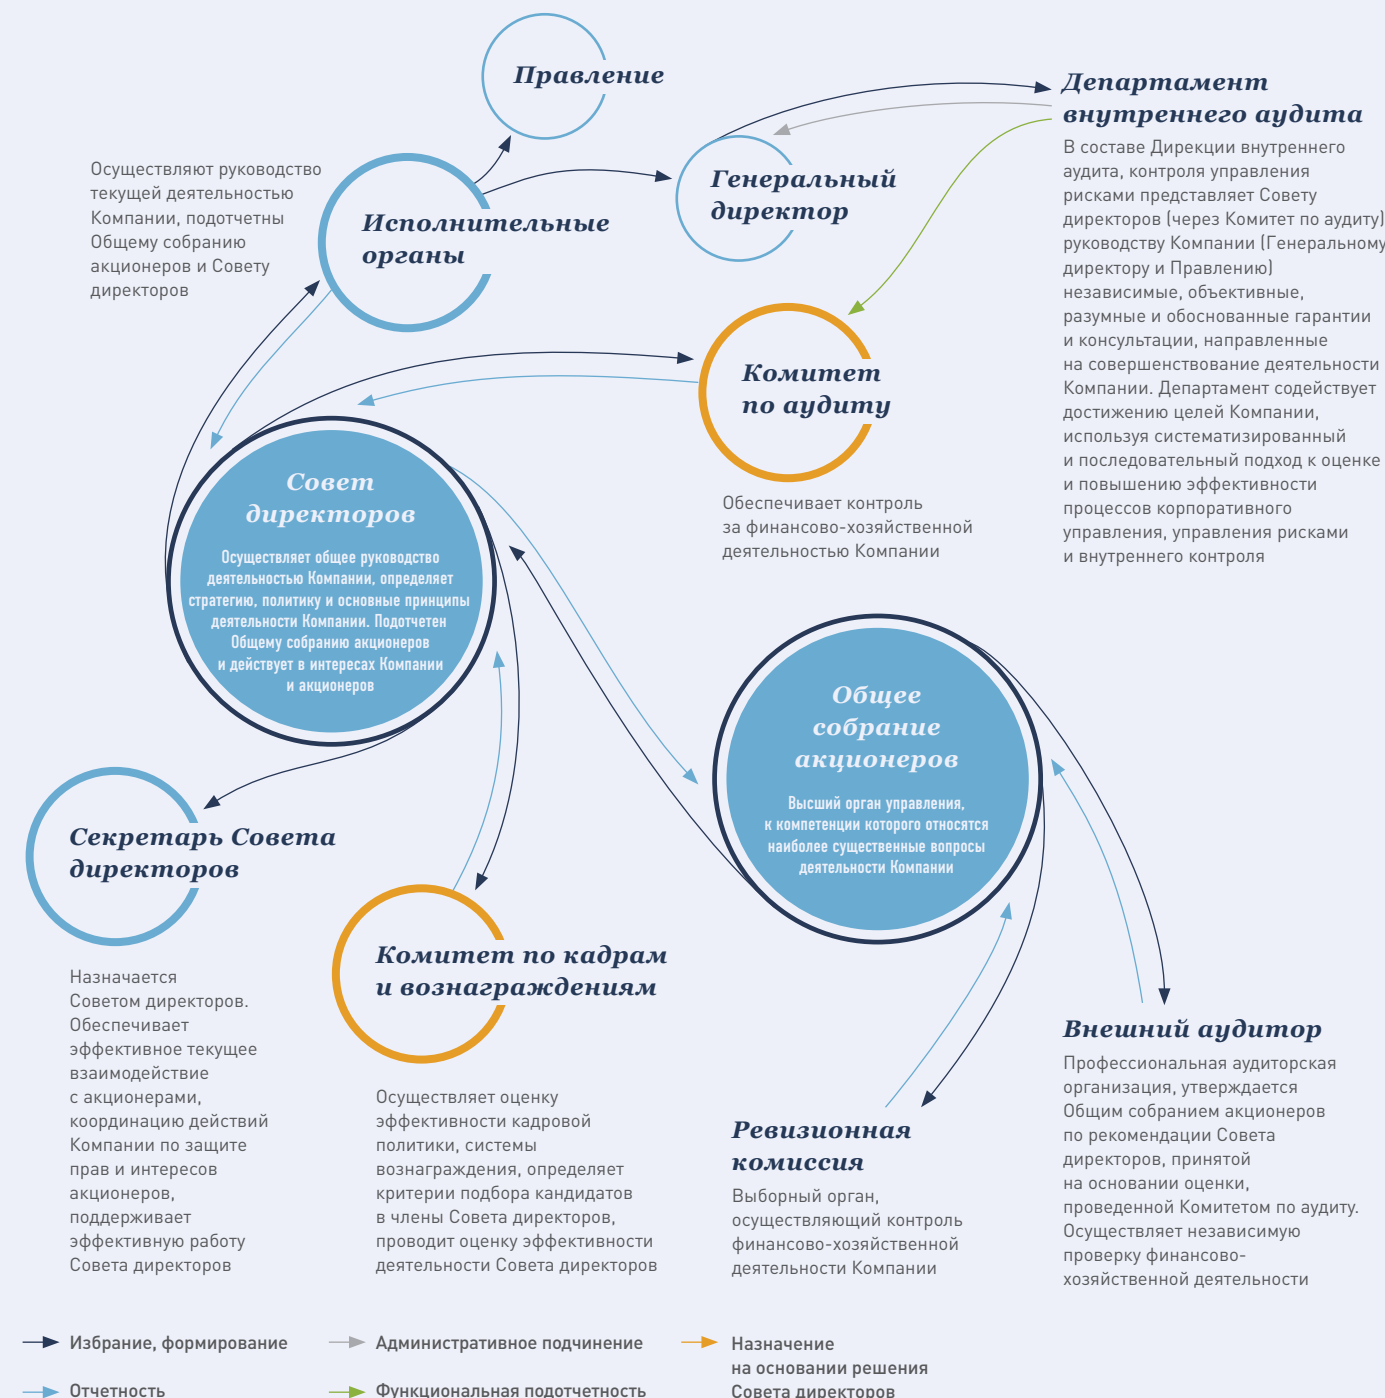 Правление
Департамент
внутреннего аудита
В составе Дирекции внутреннего
аудита, контроля управления
рисками представляет Совету
директоров (через Комитет по аудиту)
руководству Компании (Генеральному
директору и Правлению)
независимые, объективные,
разумные и обоснованные гарантии
и консультации, направленные
на совершенствование деятельности
Компании. Департамент содействует
достижению целей Компании,
используя систематизированный
и последовательный подход к оценке
и повышению эффективности
процессов корпоративного
управления, управления рисками
и внутреннего контроля
Осуществляют руководство
текущей деятельностью
Компании, подотчетны
Общему собранию
акционеров и Совету
директоров
Исполнительные
органы
Генеральный
директор
Комитет
по аудиту
Обеспечивает контроль
за финансово-хозяйственной
деятельностью Компании
Совет
директоров
Осуществляет общее руководство
деятельностью Компании, определяет
стратегию, политику и основные принципы
деятельности Компании. Подотчетен
Общему собранию акционеров
и действует в интересах Компании
и акционеров
Общее
собрание
акционеров
Высший орган управления,
к компетенции которого относятся
наиболее существенные вопросы
деятельности Компании
Секретарь Совета
директоров
Назначается
Советом директоров.
Обеспечивает
эффективное текущее
взаимодействие
с акционерами,
координацию действий
Компании по защите
прав и интересов
акционеров,
поддерживает
эффективную работу
Совета директоров
Комитет по кадрам
и вознаграждениям
Осуществляет оценку
эффективности кадровой
политики, системы
вознаграждения, определяет
критерии подбора кандидатов
в члены Совета директоров,
проводит оценку эффективности
деятельности Совета директоров
Ревизионная
комиссия
Выборный орган,
осуществляющий контроль
финансово-хозяйственной
деятельности Компании
Внешний аудитор
Профессиональная аудиторская
организация, утверждается
Общим собранием акционеров
по рекомендации Совета
директоров, принятой
на основании оценки,
проведенной Комитетом по аудиту.
Осуществляет независимую
проверку финансово-
хозяйственной деятельности
Избрание, формирование
Отчетность
Административное подчинение
Функциональная подотчетность
Назначение
на основании решения
Совета директоров